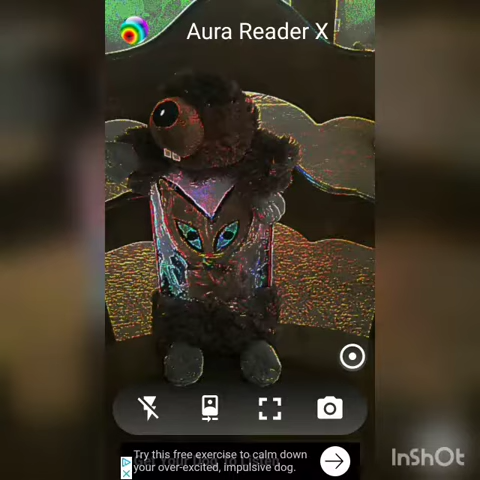 Aura Reader X
Try this free exercise to calm down
your over-excited, impulsive dog.
InShOt